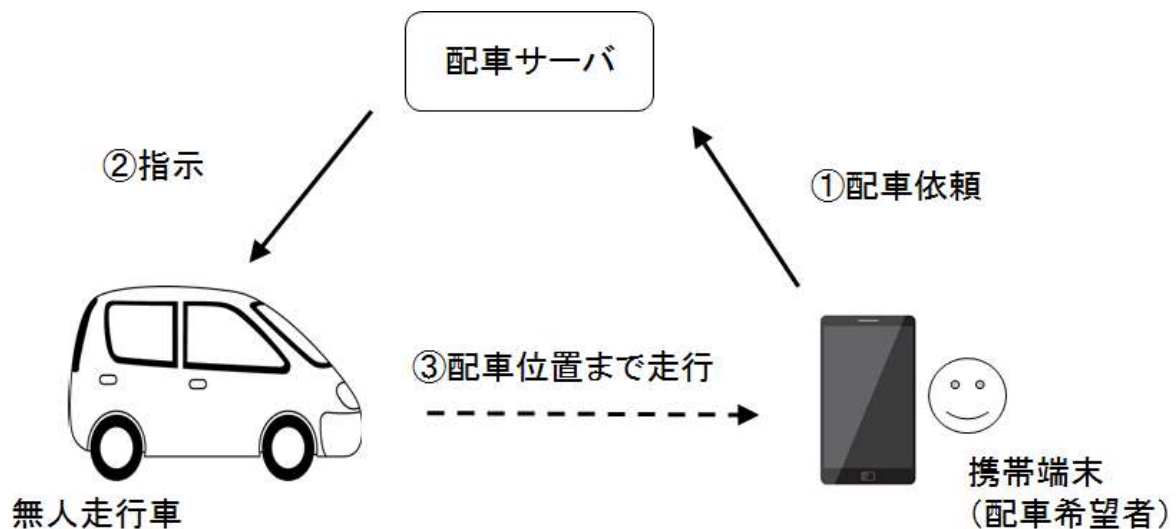 配車サーバ
②指示
①配車依頼
③配車位置まで走行
携帯端末
(配車希望者)
無人走行車